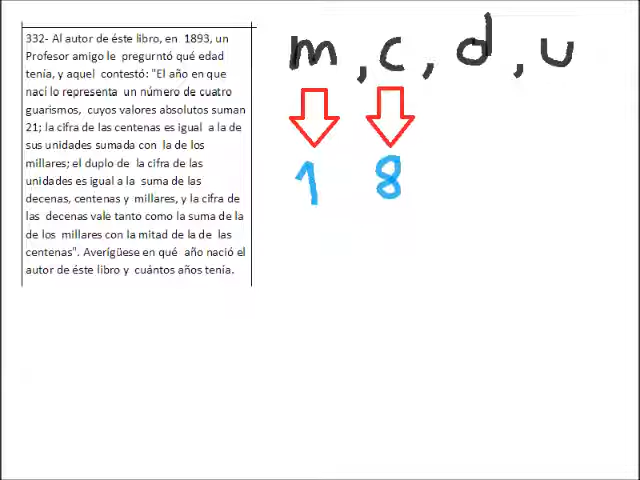 332- Al autor de éste libro, en 1893, un
Profesor amigo le pregurntó qué edad
tenía, y aquel contestó: "El año en que
nací lo representa un número de cuatro
guarismos, cuyos valores absolutos suman
21; la cifra de las centenas es igual a la de
sus unidades sumada con la de los
millares; el duplo de la cifra de las
unidades es igual a la suma de las
decenas, centenas y millares, y la cifra de
las decenas vale tanto como la suma de la
de los millares con la mitad de la de las
centenas". Averígüese en qué año nació el
autor de éste libro y cuántos años tenía.
m , c , d , u
1 8